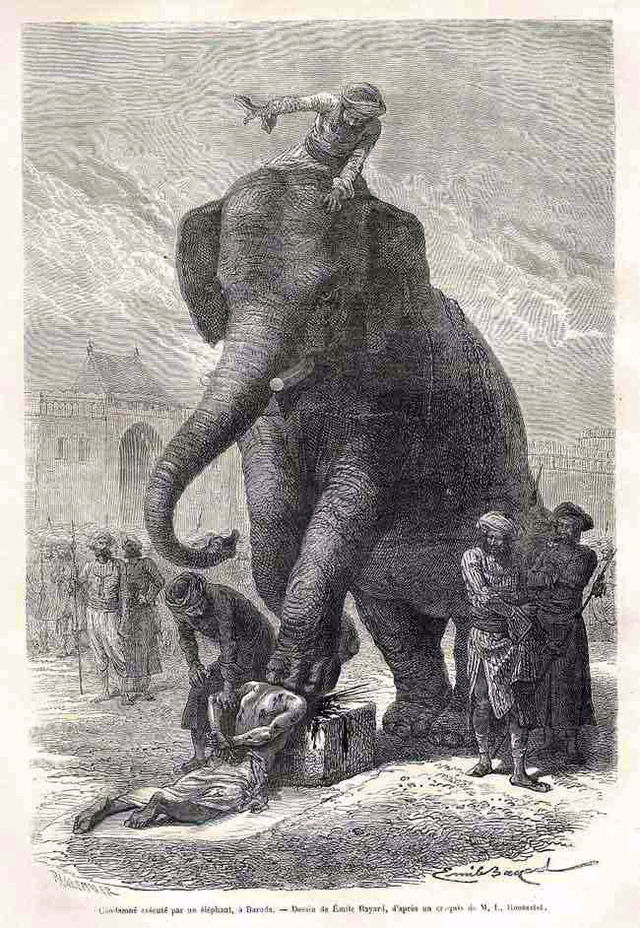 Emile Bayard
Condamné exécuté par un éléphant, à Baroda. — Dessin de Émile Bayard, d'après un croquis de M. L. Rousselet.